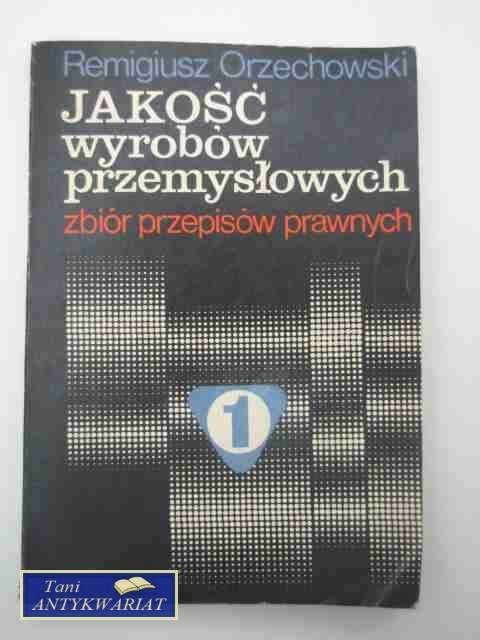 Remigiusz Orzechowski
JAKOŚĆ
wyrobów
przemysłowych
zbiór przepisów prawnych
1
Tani
ANTYKWARIAT